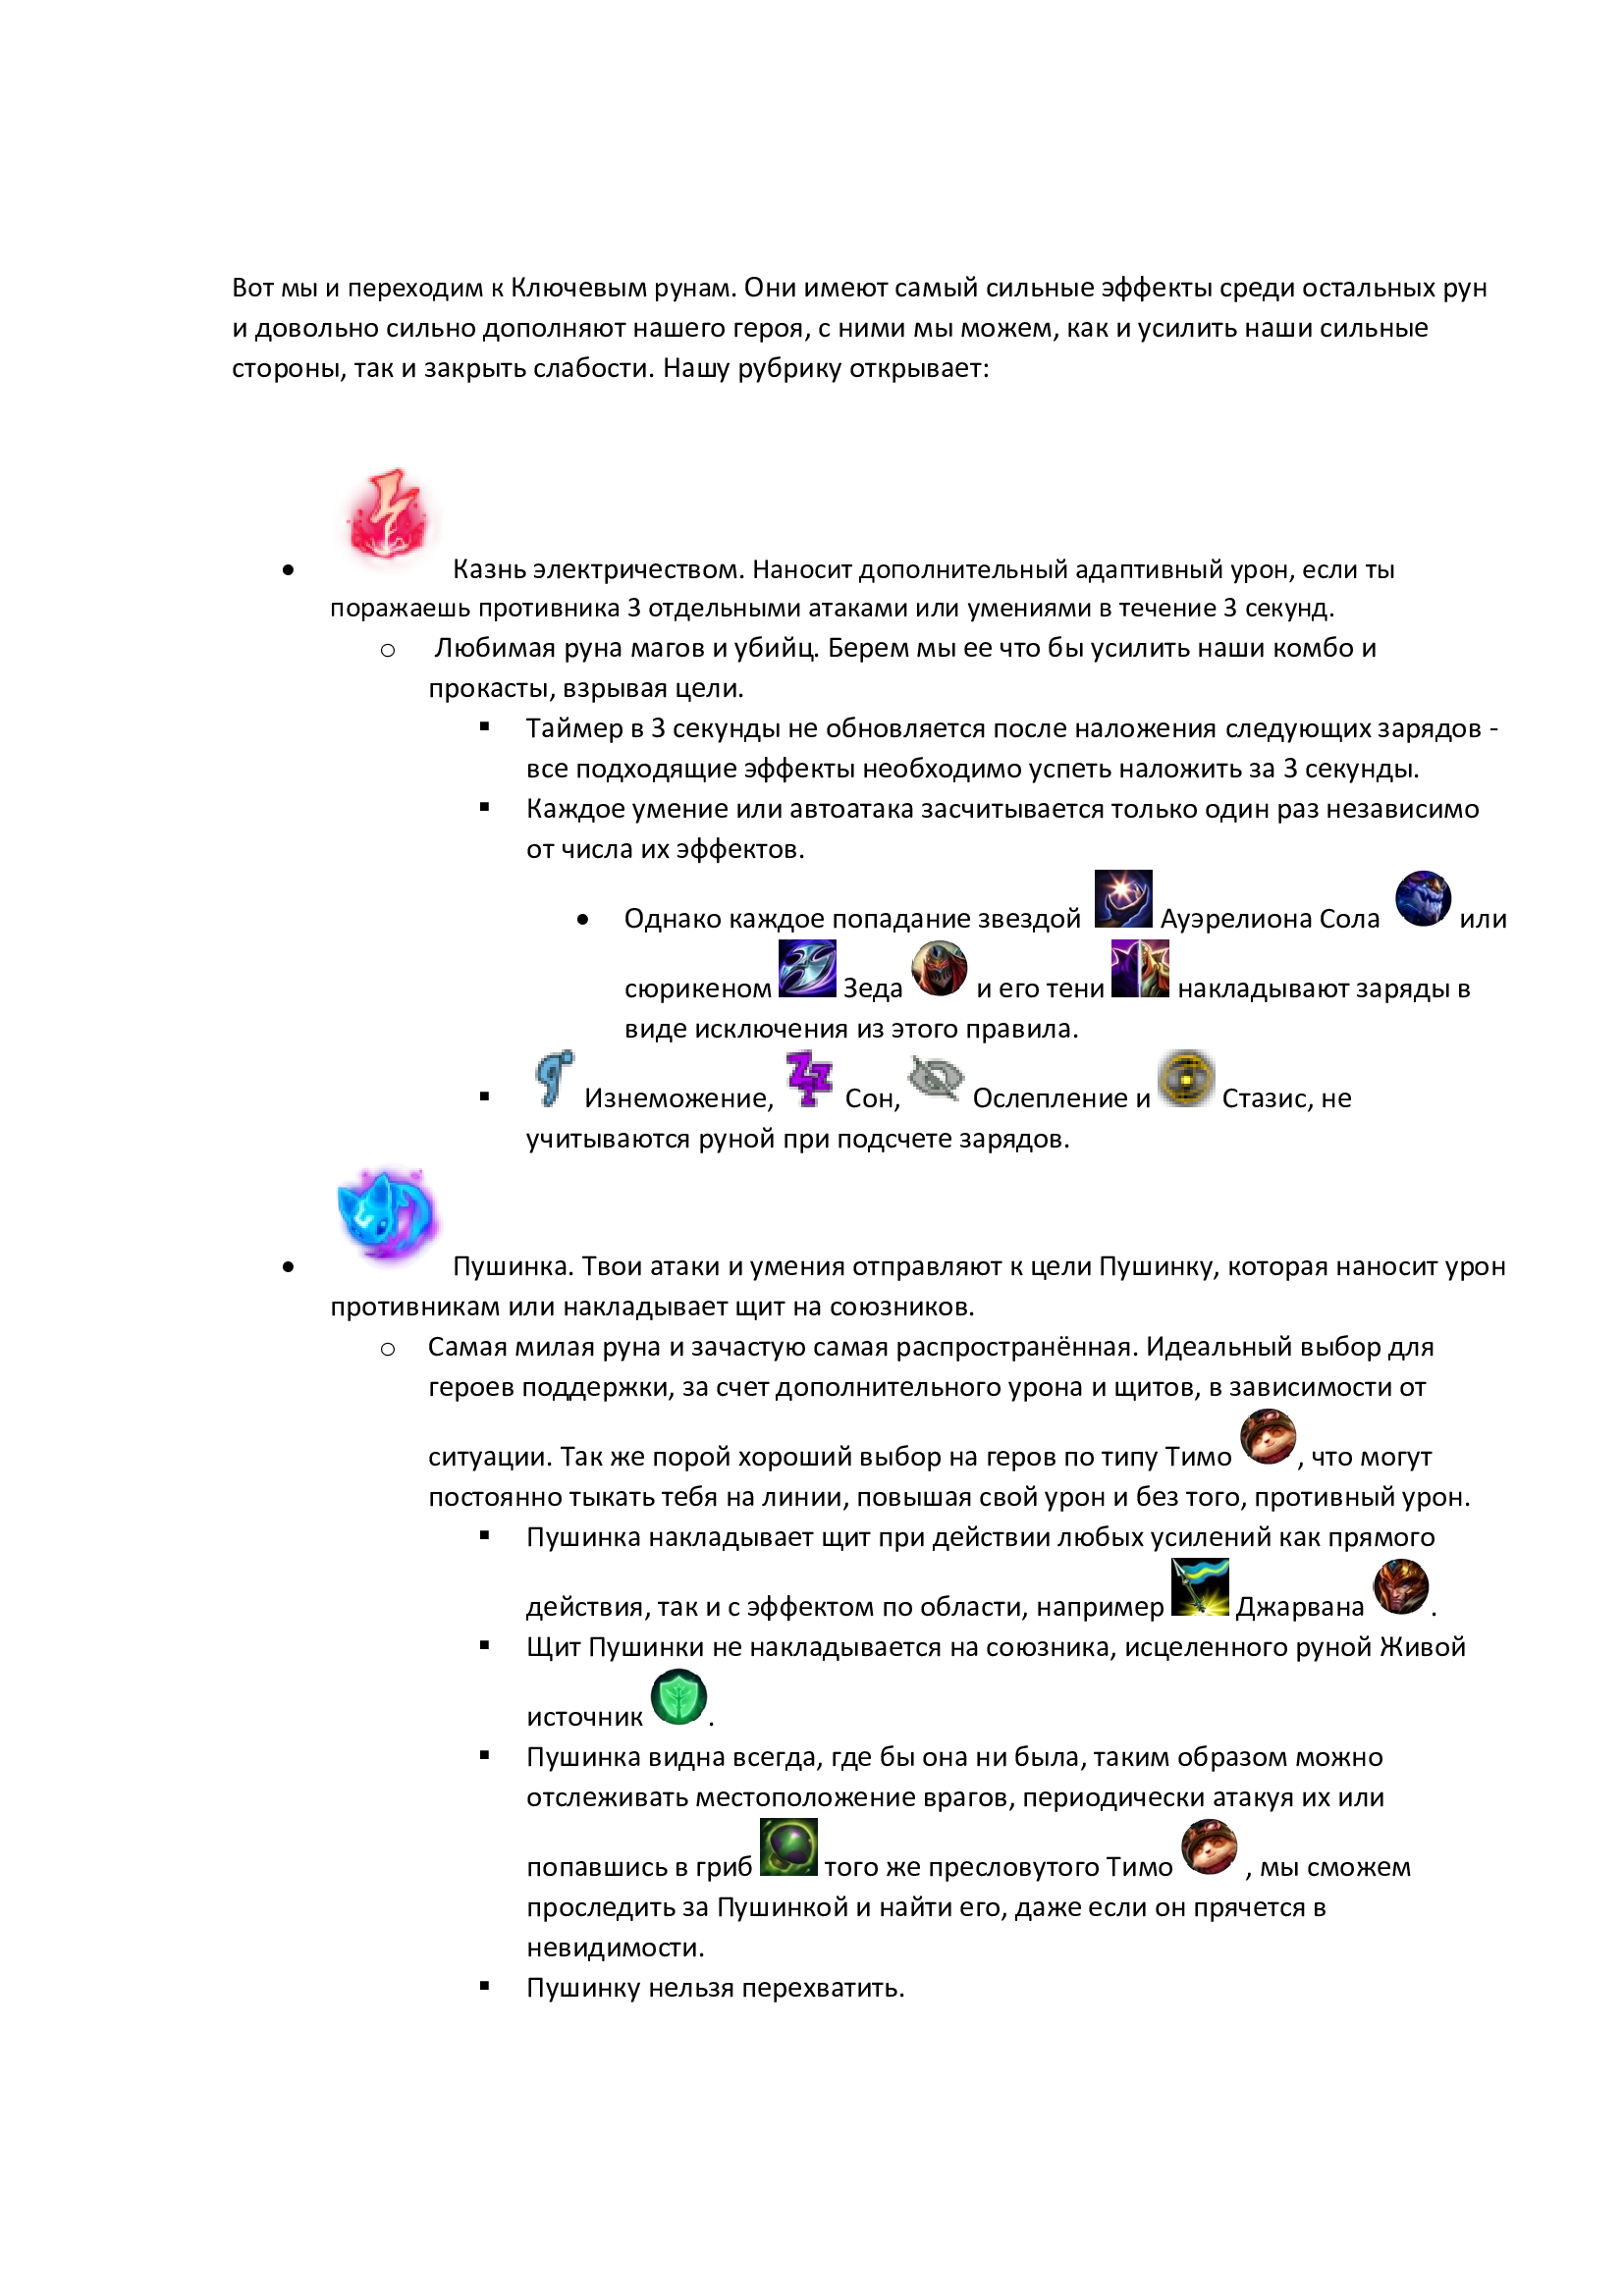 Вот мы и переходим к Ключевым рунам. Они имеют самый сильные эффекты среди остальных рун
и довольно сильно дополняют нашего героя, с ними мы можем, как и усилить наши сильные
стороны, так и закрыть слабости. Нашу рубрику открывает:
• Казнь электричеством. Наносит дополнительный адаптивный урон, если ты
поражаешь противника 3 отдельными атаками или умениями в течение 3 секунд.
o Любимая руна магов и убийц. Берем мы ее что бы усилить наши комбо и
прокасты, взрывая цели.
▪ Таймер в 3 секунды не обновляется после наложения следующих зарядов -
все подходящие эффекты необходимо успеть наложить за 3 секунды.
▪ Каждое умение или автоатака засчитывается только один раз независимо
от числа их эффектов.
• Однако каждое попадание звездой Ауэрелиона Сола или
сюрикеном Зеда и его тени накладывают заряды в
виде исключения из этого правила.
▪ Изнеможение, Сон, Ослепление и Стазис, не
учитываются руной при подсчете зарядов.
• Пушинка. Твои атаки и умения отправляют к цели Пушинку, которая наносит урон
противникам или накладывает щит на союзников.
o Самая милая руна и зачастую самая распространённая. Идеальный выбор для
героев поддержки, за счет дополнительного урона и щитов, в зависимости от
ситуации. Так же порой хороший выбор на геров по типу Тимо , что могут
постоянно тыкать тебя на линии, повышая свой урон и без того, противный урон.
▪ Пушинка накладывает щит при действии любых усилений как прямого
действия, так и с эффектом по области, например Джарвана .
▪ Щит Пушинки не накладывается на союзника, исцеленного руной Живой
источник .
▪ Пушинка видна всегда, где бы она ни была, таким образом можно
отслеживать местоположение врагов, периодически атакуя их или
попавшись в гриб того же пресловутого Тимо , мы сможем
проследить за Пушинкой и найти его, даже если он прячется в
невидимости.
▪ Пушинку нельзя перехватить.